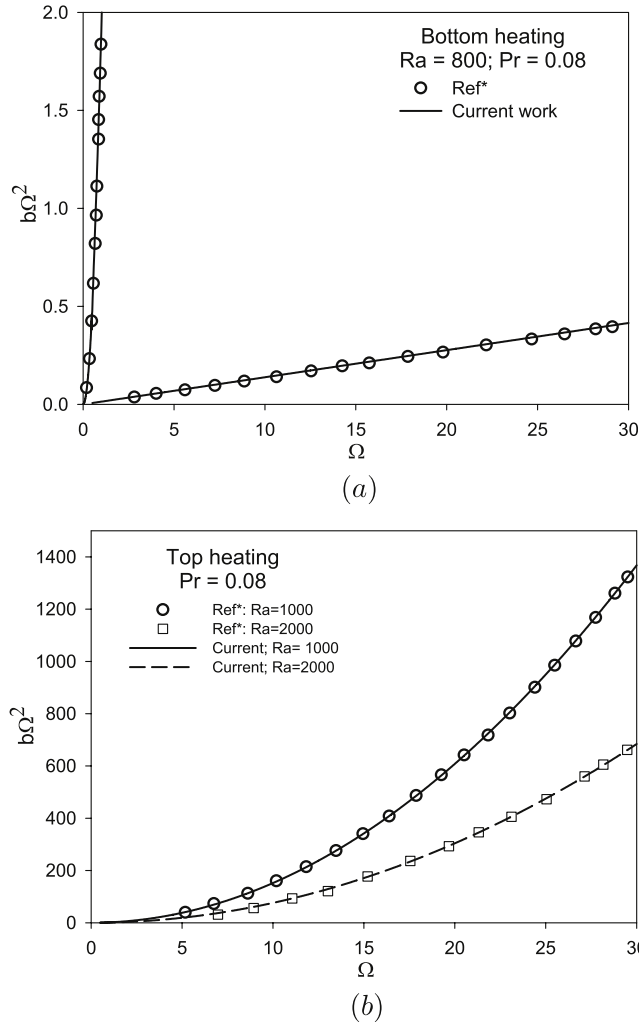 2.0
Bottom heating
Ra = 800; Pr = 0.08
Ref*
Current work
1.5
bΩ²
1.0
0.5
0.0
0 5 10 15 20 25 30
Ω
(a)
1400
Top heating
Pr = 0.08
Ref*: Ra=1000
Ref*: Ra=2000
Current; Ra= 1000
Current; Ra=2000
1200
1000
bΩ²
800
600
400
200
0
0 5 10 15 20 25 30
Ω
(b)